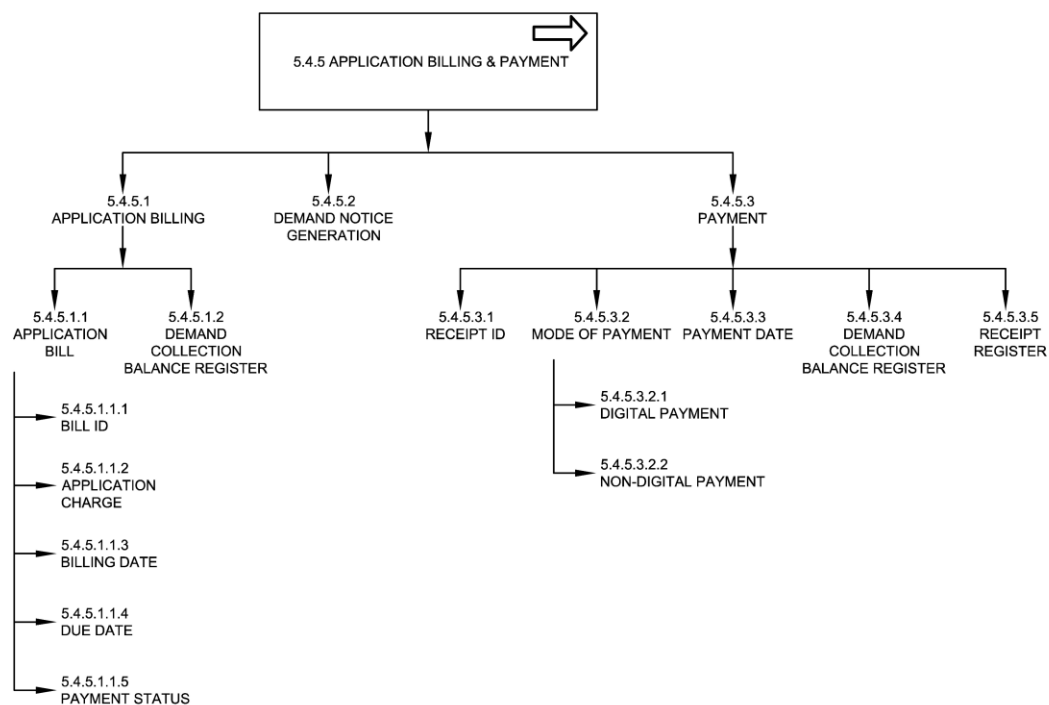 5.4.5 APPLICATION BILLING & PAYMENT
5.4.5.1
APPLICATION BILLING
5.4.5.2
DEMAND NOTICE
GENERATION
5.4.5.3
PAYMENT
5.4.5.1.1
APPLICATION
BILL
5.4.5.1.2
DEMAND
COLLECTION
BALANCE REGISTER
5.4.5.3.1
RECEIPT ID
5.4.5.3.2
MODE OF PAYMENT
5.4.5.3.3
PAYMENT DATE
5.4.5.3.4
DEMAND
COLLECTION
BALANCE REGISTER
5.4.5.3.5
RECEIPT
REGISTER
5.4.5.1.1.1
BILL ID
5.4.5.1.1.2
APPLICATION
CHARGE
5.4.5.1.1.3
BILLING DATE
5.4.5.1.1.4
DUE DATE
5.4.5.1.1.5
PAYMENT STATUS
5.4.5.3.2.1
DIGITAL PAYMENT
5.4.5.3.2.2
NON-DIGITAL PAYMENT